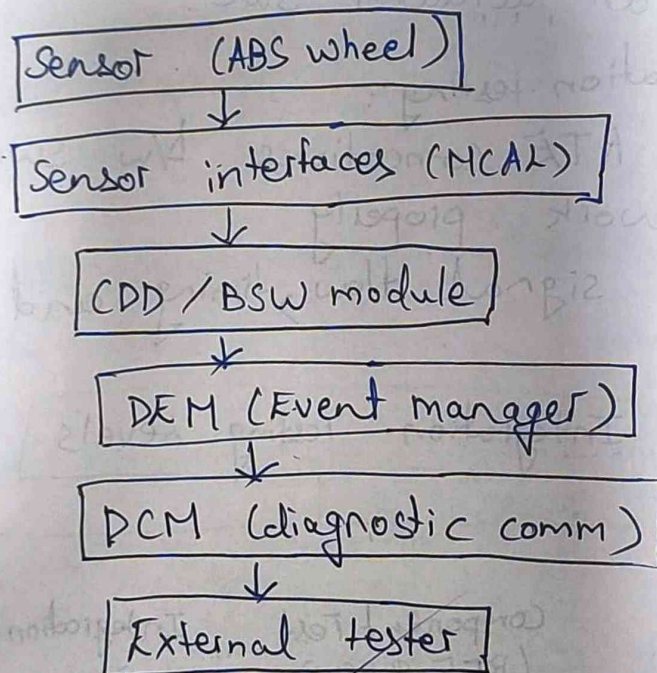 Sensor (ABS wheel)
Sensor interfaces (MCAL)
CDD / BSW module
DEM (Event manager)
DCM (diagnostic comm)
External tester